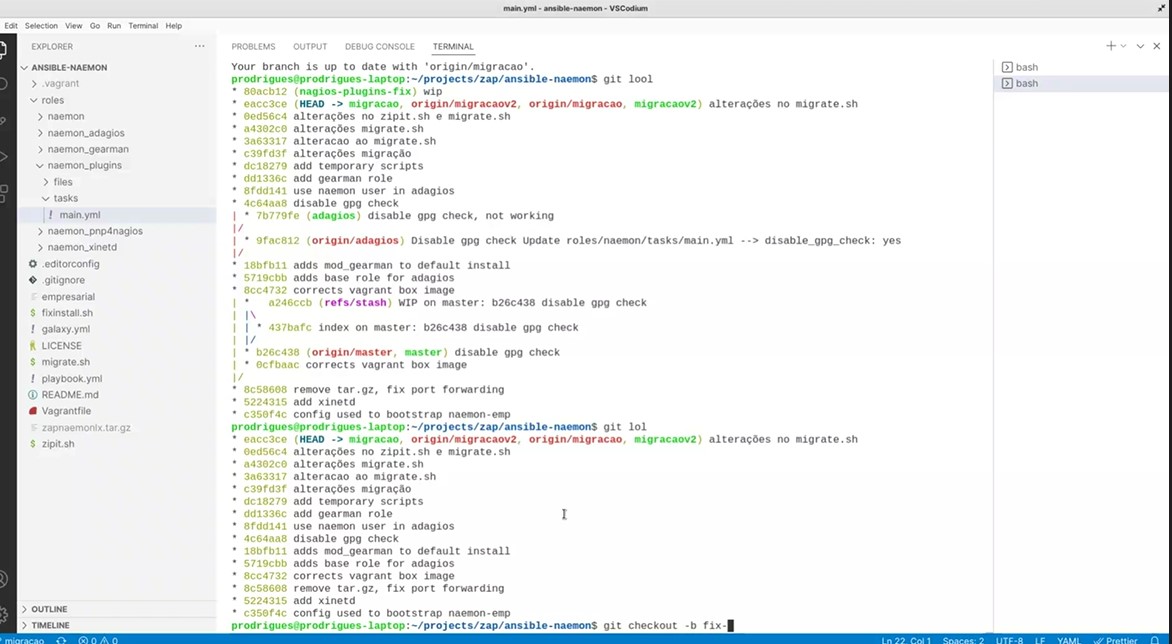 main.yml - ansible-naemon - VSCodium
Edit Selection View Go Run Terminal Help
EXPLORER ···
ANSIBLE-NAEMON
.vagrant
roles
naemon
naemon_adagios
naemon_gearman
naemon_plugins
files
tasks
! main.yml
naemon_pnp4nagios
naemon_xinetd
.editorconfig
.gitignore
empresarial
$ fixinstall.sh
! galaxy.yml
LICENSE
$ migrate.sh
! playbook.yml
README.md
Vagrantfile
zapnaemonix.tar.gz
$ zipit.sh
OUTLINE
TIMELINE
PROBLEMS OUTPUT DEBUG CONSOLE TERMINAL
Your branch is up to date with 'origin/migracao'.
prodrigues@prodrigues-laptop:~/projects/zap/ansible-naemon$ git lool
* 80acb12 (nagios-plugins-fix) wip
* eacc3ce (HEAD -> migracao, origin/migracaov2, origin/migracao, migracaov2) alterações no migrate.sh
* 0ed56c4 alterações no zipit.sh e migrate.sh
* a4302c0 alterações migrate.sh
* 3a63317 alteracao ao migrate.sh
* c39fd3f alterações migração
* dc18279 add temporary scripts
* dd1336c add gearman role
* 8fdd141 use naemon user in adagios
* 4c64aa8 disable gpg check
| * 7b779fe (adagios) disable gpg check, not working
|/
| * 9fac812 (origin/adagios) Disable gpg check Update roles/naemon/tasks/main.yml --> disable_gpg_check: yes
|/
* 18bfb11 adds mod_gearman to default install
* 5719cbb adds base role for adagios
* 8cc4732 corrects vagrant box image
| *   a246ccb (refs/stash) WIP on master: b26c438 disable gpg check
| |\
| | * 437bafc index on master: b26c438 disable gpg check
| |/
| * b26c438 (origin/master, master) disable gpg check
| * 0cfbaac corrects vagrant box image
|/
* 8c58608 remove tar.gz, fix port forwarding
* 5224315 add xinetd
* c350f4c config used to bootstrap naemon-emp
prodrigues@prodrigues-laptop:~/projects/zap/ansible-naemon$ git lol
* eacc3ce (HEAD -> migracao, origin/migracaov2, origin/migracao, migracaov2) alterações no migrate.sh
* 0ed56c4 alterações no zipit.sh e migrate.sh
* a4302c0 alterações migrate.sh
* 3a63317 alteracao ao migrate.sh
* c39fd3f alterações migração
* dc18279 add temporary scripts
* dd1336c add gearman role
* 8fdd141 use naemon user in adagios
* 4c64aa8 disable gpg check
* 18bfb11 adds mod_gearman to default install
* 5719cbb adds base role for adagios
* 8cc4732 corrects vagrant box image
* 8c58608 remove tar.gz, fix port forwarding
* 5224315 add xinetd
* c350f4c config used to bootstrap naemon-emp
prodrigues@prodrigues-laptop:~/projects/zap/ansible-naemon$ git checkout -b fix-
bash
bash
migracao 0 0 Ln 22, Col 1 Spaces: 2 UTF-8 LF YAML Prettier